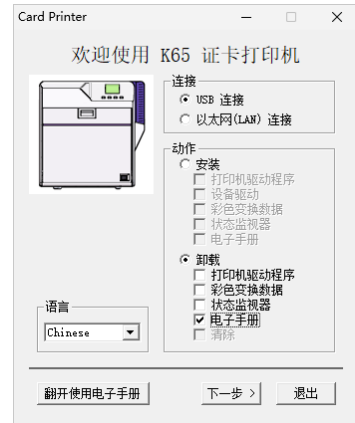 Card Printer
欢迎使用 K65 证卡打印机
连接
USB 连接
以太网(LAN) 连接
动作
安装
打印机驱动程序
设备驱动
彩色变换数据
状态监视器
电子手册
卸载
打印机驱动程序
彩色变换数据
状态监视器
电子手册
清除
语言
Chinese
翻开使用电子手册
下一步 >
退出